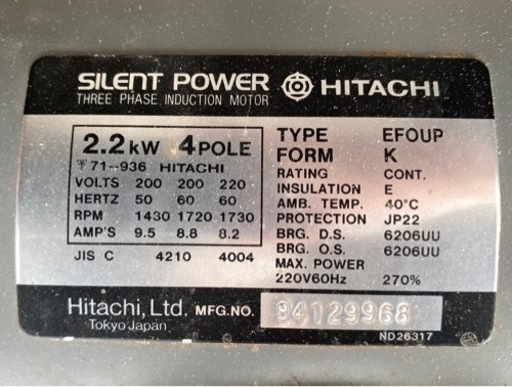 SILENT POWER HITACHI
THREE PHASE INDUCTION MOTOR
2.2kW 4POLE
71-936 HITACHI
VOLTS 200 200 220
HERTZ 50 60 60
RPM 1430 1720 1730
AMP'S 9.5 8.8 8.2
JIS C 4210 4004
TYPE EFOUP
FORM K
RATING CONT.
INSULATION E
AMB. TEMP. 40°C
PROTECTION JP22
BRG. D.S. 6206UU
BRG. O.S. 6206UU
MAX. POWER
220V60Hz 270%
Hitachi, Ltd. MFG.NO. 94129968
Tokyo Japan
ND26317